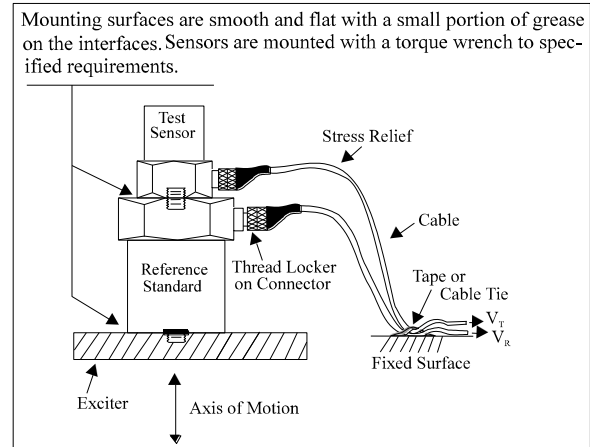 Mounting surfaces are smooth and flat with a small portion of grease
on the interfaces. Sensors are mounted with a torque wrench to spec-
ified requirements.
Test
Sensor
Stress Relief
Cable
Reference
Standard
Thread Locker
on Connector
Tape or
Cable Tie
V_T
V_R
Fixed Surface
Exciter
Axis of Motion